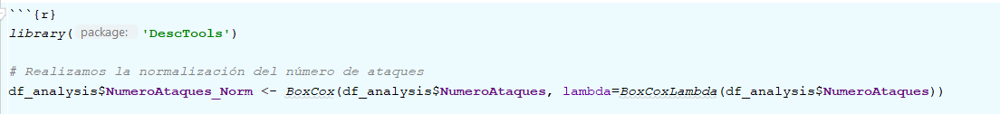 ```{r}
library( package: 'DescTools')
# Realizamos la normalización del número de ataques
df_analysis$NumeroAtaques_Norm <- BoxCox(df_analysis$NumeroAtaques, lambda=BoxCoxLambda(df_analysis$NumeroAtaques))